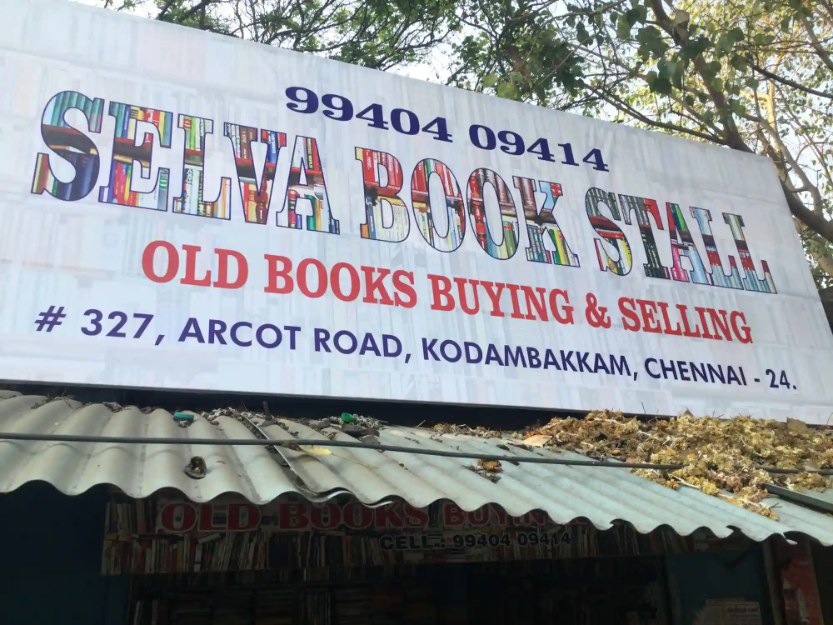 99404 09414
SELVA BOOK STALL
OLD BOOKS BUYING & SELLING
# 327, ARCOT ROAD, KODAMBAKKAM, CHENNAI - 24.
OLD BOOKS BUYING
CELL : 99404 09414